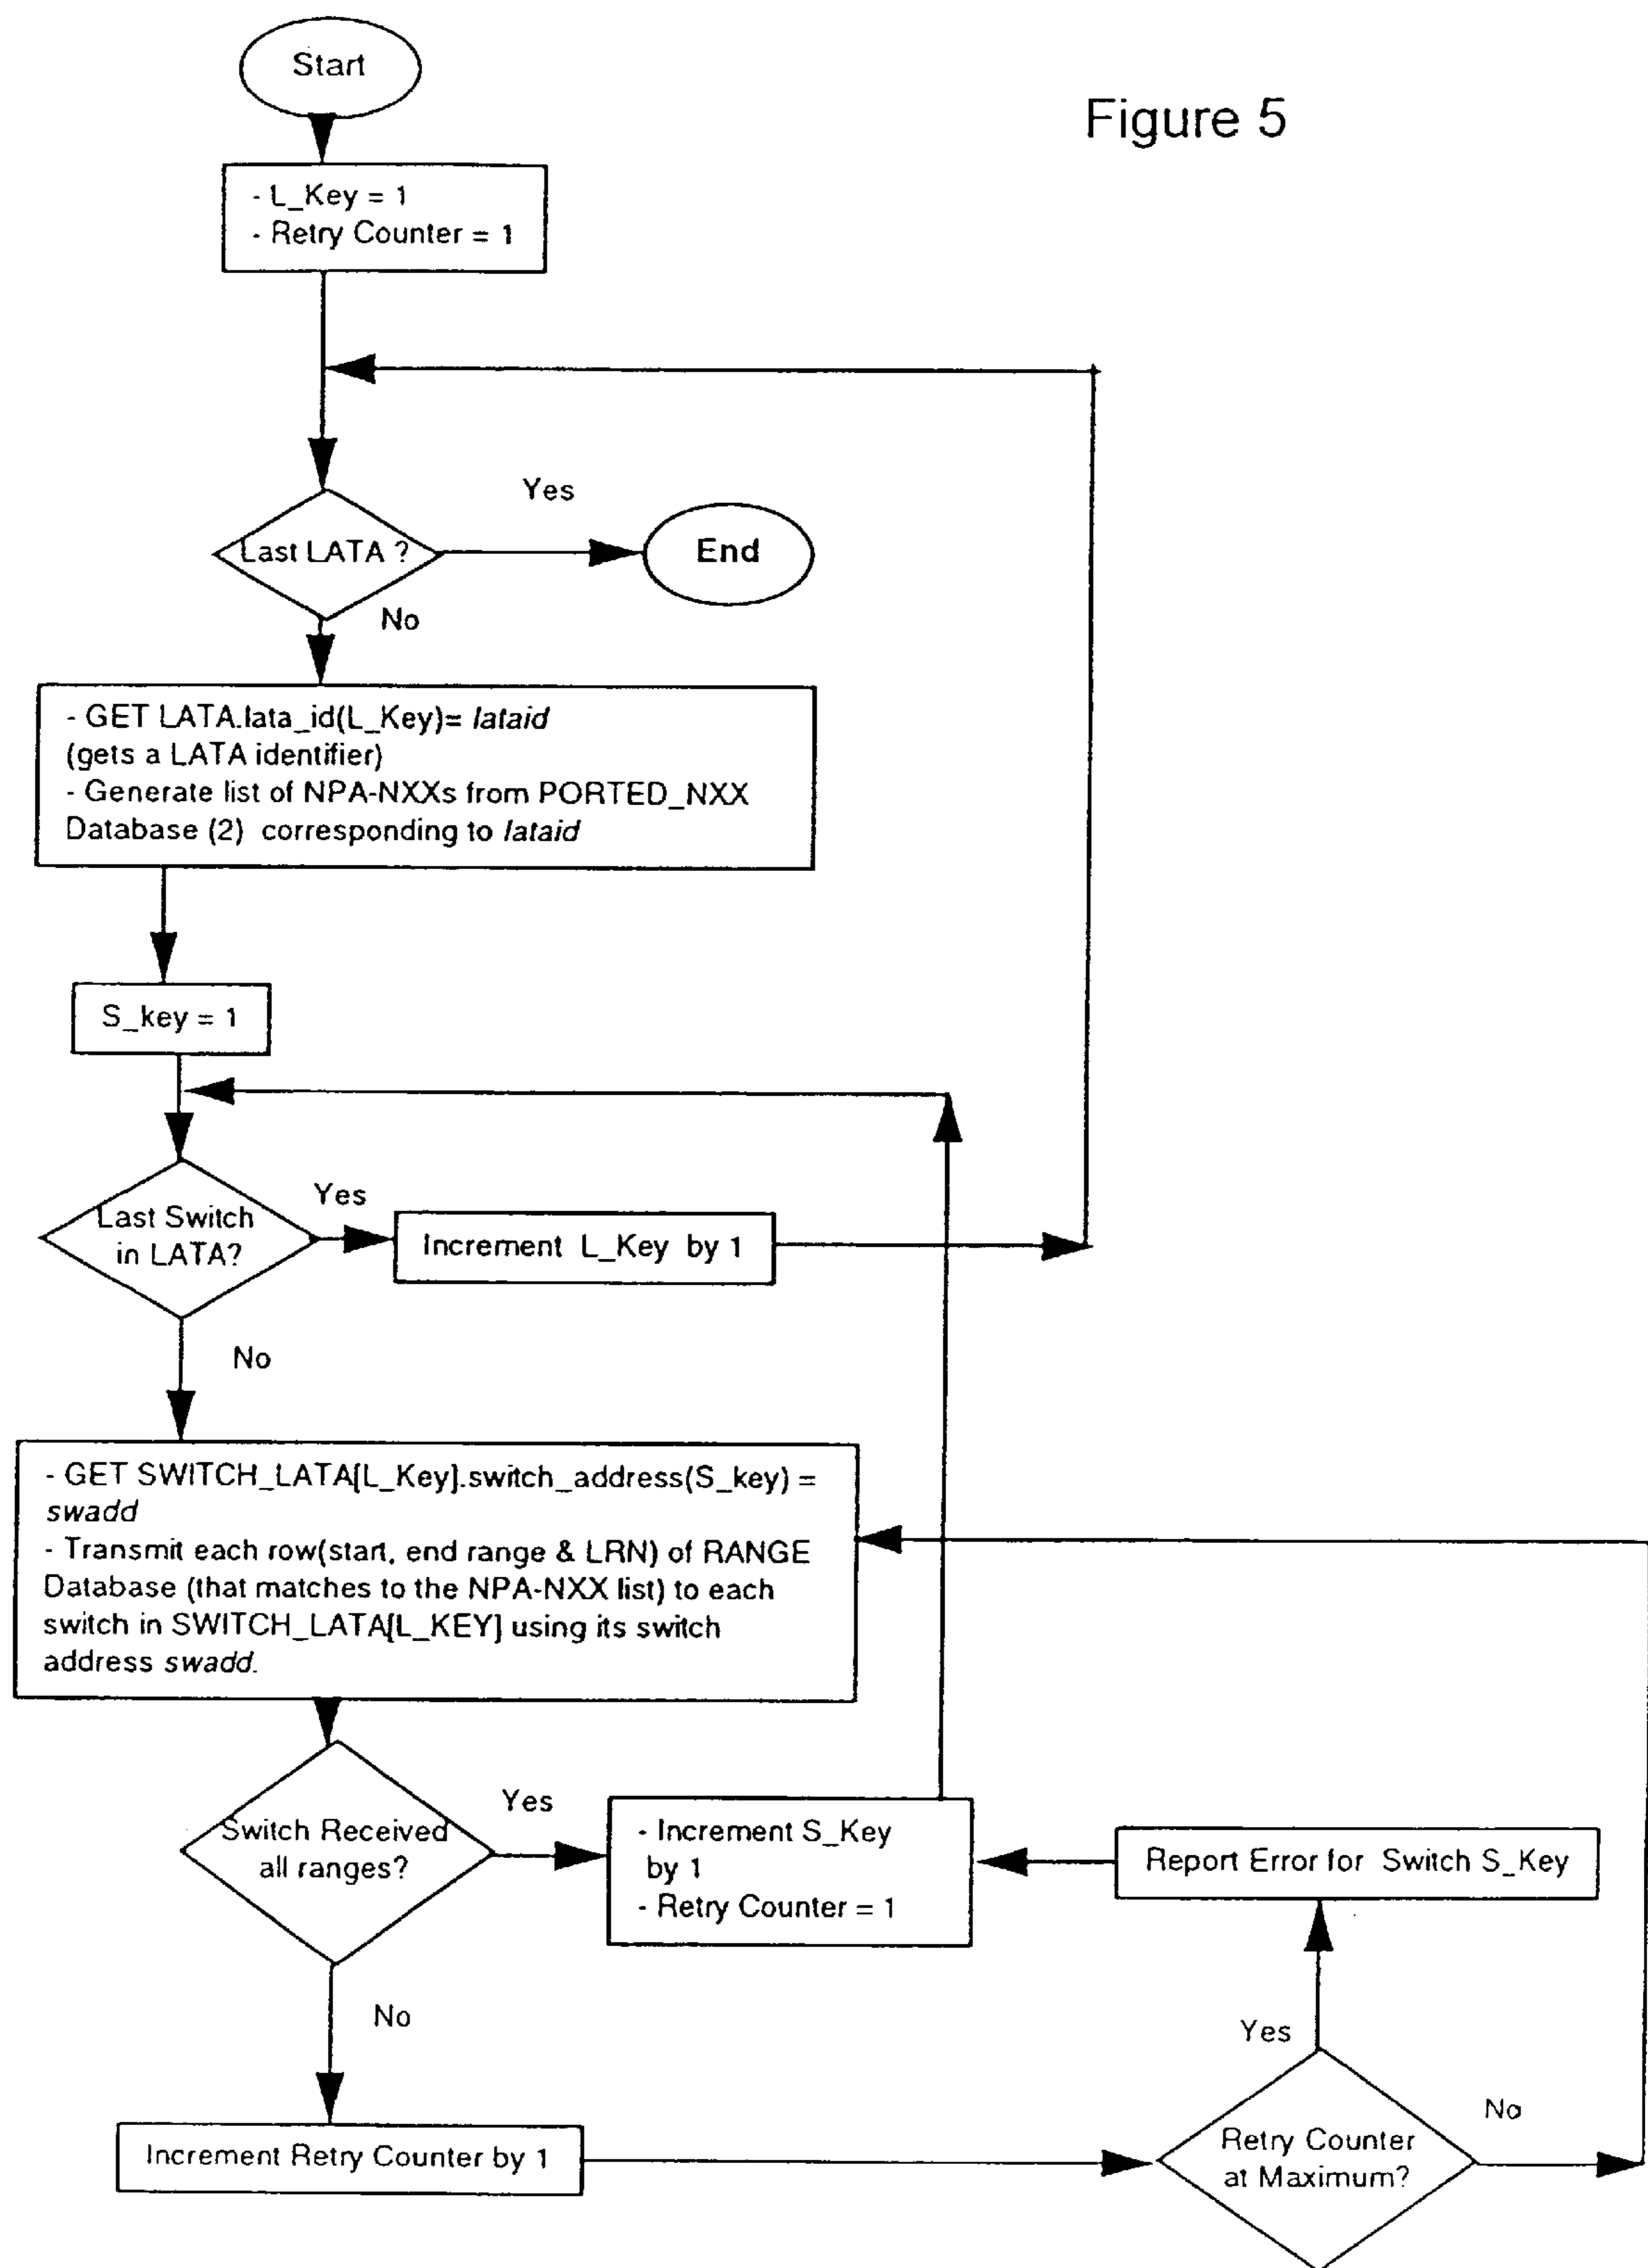 Start
Figure 5
- L_Key = 1
- Retry Counter = 1
Yes
Last LATA ?
End
No
- GET LATA.lata_id(L_Key)= lataid
(gets a LATA identifier)
- Generate list of NPA-NXXs from PORTED_NXX
Database (2) corresponding to lataid
S_key = 1
Yes
Last Switch
in LATA?
Increment L_Key by 1
No
- GET SWITCH_LATA[L_Key].switch_address(S_key) =
swadd
- Transmit each row(start, end range & LRN) of RANGE
Database (that matches to the NPA-NXX list) to each
switch in SWITCH_LATA[L_KEY] using its switch
address swadd.
Yes
Switch Received
all ranges?
- Increment S_Key
by 1
- Retry Counter = 1
Report Error for Switch S_Key
No
Yes
No
Increment Retry Counter by 1
Retry Counter
at Maximum?